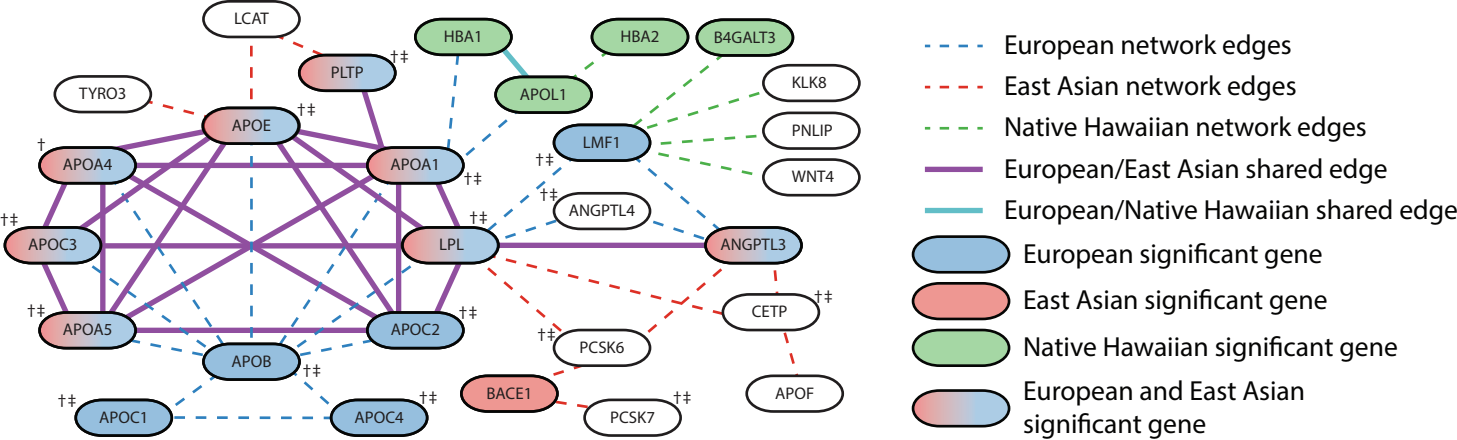 LCAT
HBA1
HBA2
B4GALT3
PLTP
†‡
TYRO3
APOL1
KLK8
APOE
†‡
PNLIP
LMF1
†‡
†
APOA4
APOA1
†‡
WNT4
†‡
ANGPTL4
†‡
APOC3
†‡
LPL
ANGPTL3
†‡
APOA5
APOC2
†‡
CETP
†‡
†‡
PCSK6
APOB
†‡
BACE1
APOF
†‡
APOC1
APOC4
†‡
PCSK7
†‡
European network edges
East Asian network edges
Native Hawaiian network edges
European/East Asian shared edge
European/Native Hawaiian shared edge
European significant gene
East Asian significant gene
Native Hawaiian significant gene
European and East Asian
significant gene